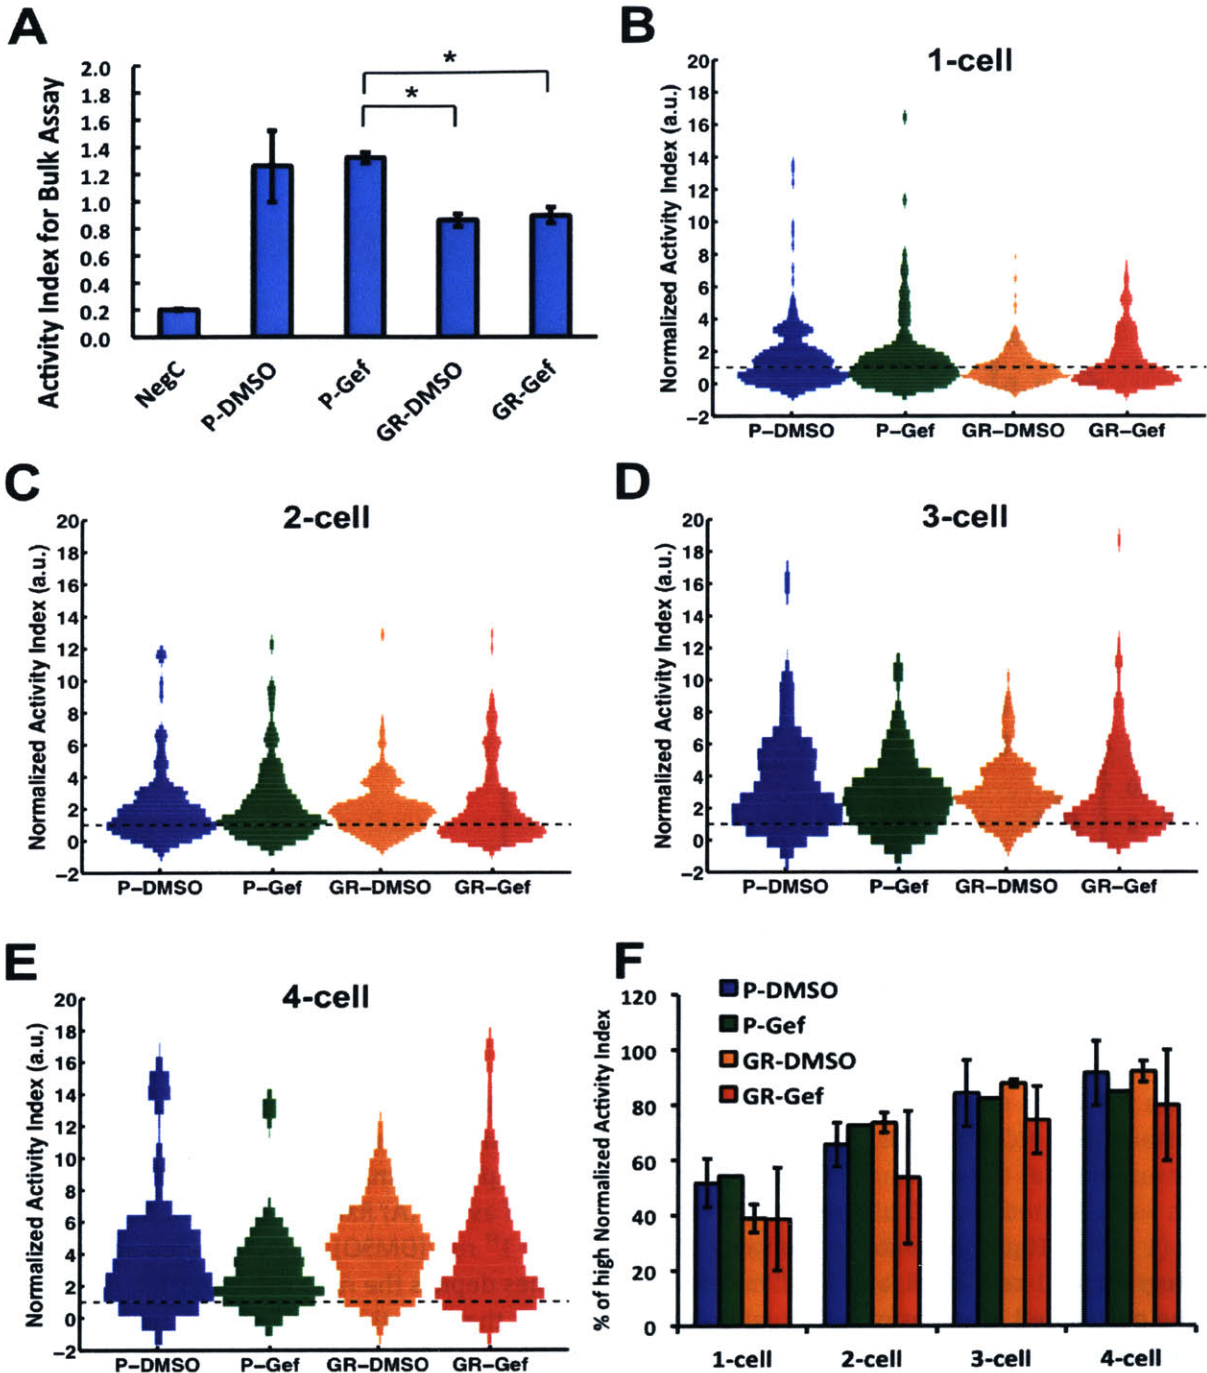 A
Activity Index for Bulk Assay
2.0
1.8
1.6
1.4
1.2
1.0
0.8
0.6
0.4
0.2
0.0
*
*
NegC
P-DMSO
P-Gef
GR-DMSO
GR-Gef
B
1-cell
Normalized Activity Index (a.u.)
20
18
16
14
12
10
8
6
4
2
0
−2
P−DMSO P−Gef GR−DMSO GR−Gef
C
2-cell
Normalized Activity Index (a.u.)
20
18
16
14
12
10
8
6
4
2
0
−2
P−DMSO P−Gef GR−DMSO GR−Gef
D
3-cell
Normalized Activity Index (a.u.)
20
18
16
14
12
10
8
6
4
2
0
−2
P−DMSO P−Gef GR−DMSO GR−Gef
E
4-cell
Normalized Activity Index (a.u.)
20
18
16
14
12
10
8
6
4
2
0
−2
P−DMSO P−Gef GR−DMSO GR−Gef
F
% of high Normalized Activity Index
120
100
80
60
40
20
0
P-DMSO
P-Gef
GR-DMSO
GR-Gef
1-cell 2-cell 3-cell 4-cell